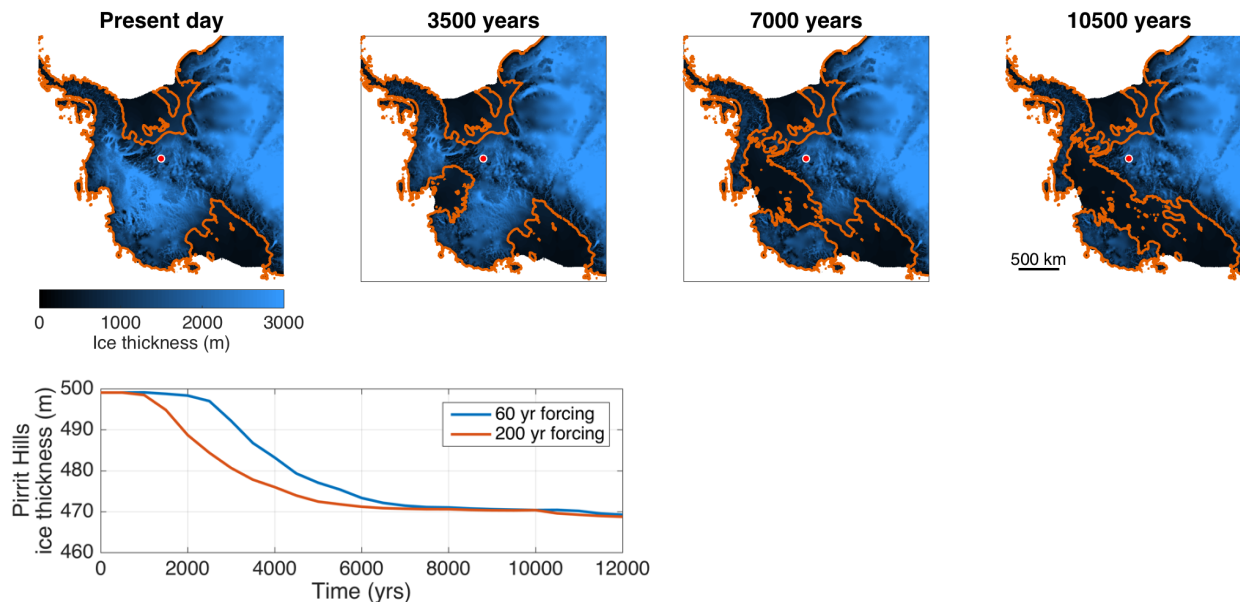 Present day
3500 years
7000 years
10500 years
500 km
0 1000 2000 3000
Ice thickness (m)
Pirrit Hills
ice thickness (m)
500
490
480
470
460
60 yr forcing
200 yr forcing
0 2000 4000 6000 8000 10000 12000
Time (yrs)